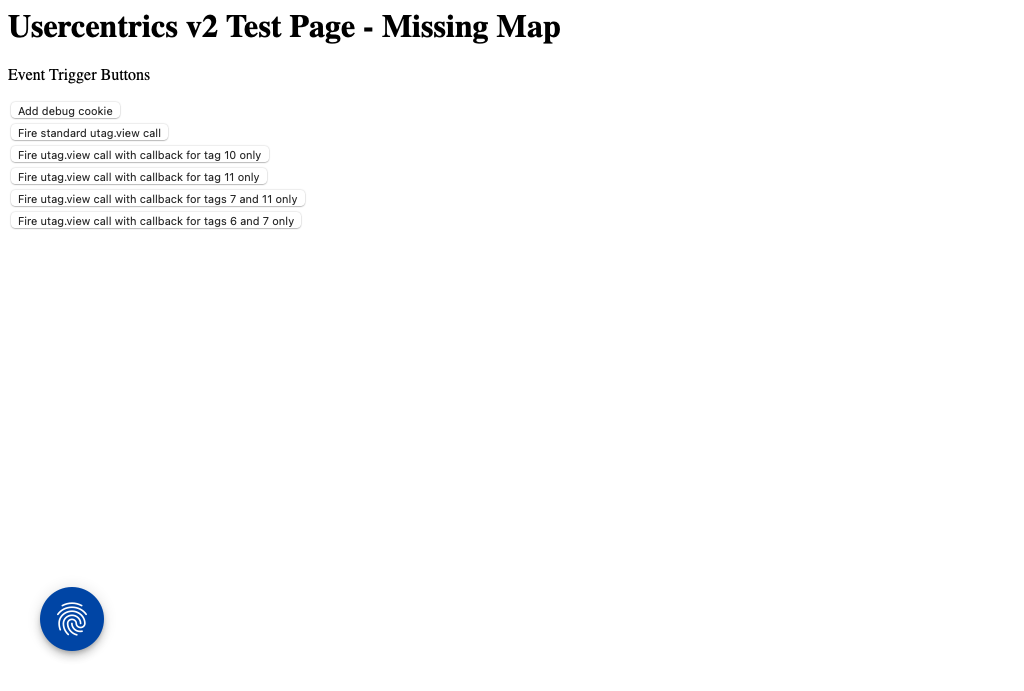 Usercentrics v2 Test Page - Missing Map
Event Trigger Buttons
Add debug cookie
Fire standard utag.view call
Fire utag.view call with callback for tag 10 only
Fire utag.view call with callback for tag 11 only
Fire utag.view call with callback for tags 7 and 11 only
Fire utag.view call with callback for tags 6 and 7 only